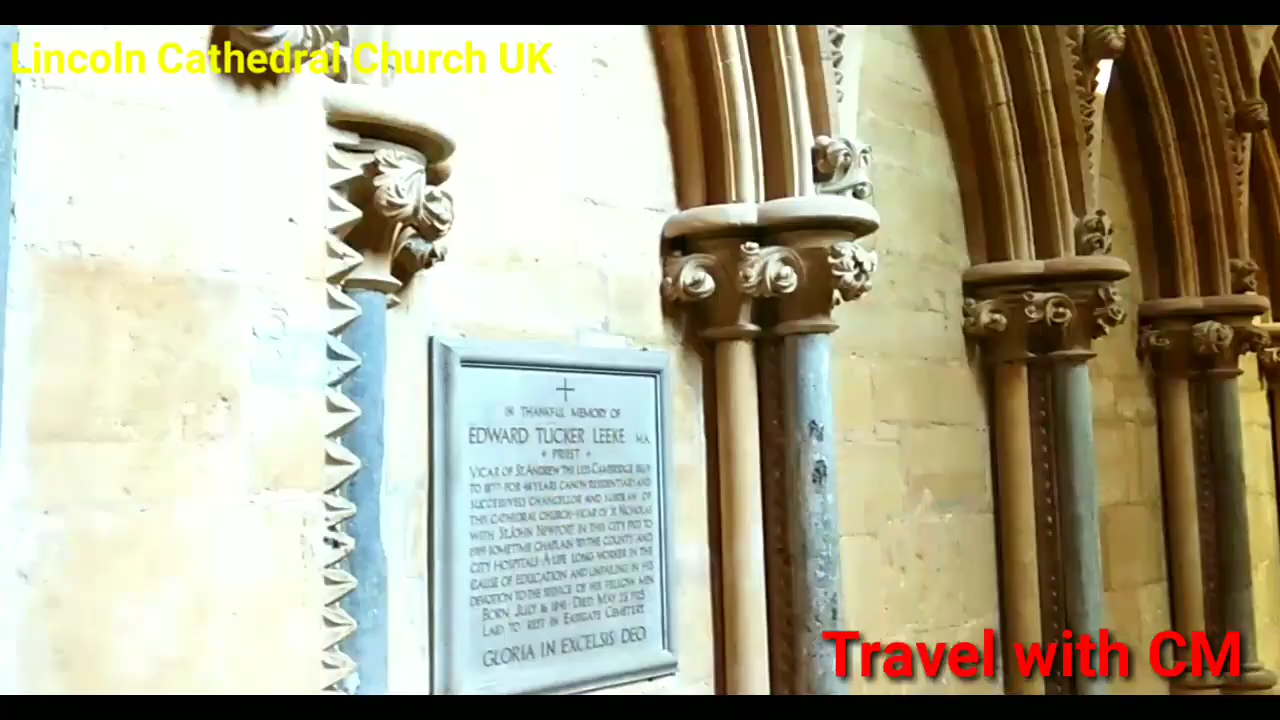 Lincoln Cathedral Church UK
IN THANKFUL MEMORY OF
EDWARD TUCKER LEEKE M.A.
+ PRIEST +
VICAR OF ST. ANDREW THE LESS CAMBRIDGE
TO 1877 FOR 48 YEARS CANON RESIDENTIARY AND
SUCCESSIVELY CHANCELLOR AND SUBDEAN OF
THIS CATHEDRAL CHURCH · VICAR OF ST. NICHOLAS
WITH ST. JOHN NEWPORT IN THIS CITY TO
1919 SOMETIME CHAPLAIN TO THE COUNTY AND
CITY HOSPITALS · A LIFE LONG WORKER IN THE
CAUSE OF EDUCATION AND UNFAILING IN HIS
DEVOTION TO THE SERVICE OF HIS FELLOW MEN
BORN JULY 16 DIED MAY 23 1925
LAID TO REST IN EASTGATE CEMETERY
GLORIA IN EXCELSIS DEO
Travel with CM